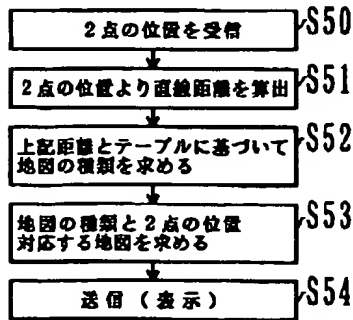 2点の位置を受信
S50
2点の位置より直線距離を算出
S51
上記距離とテーブルに基づいて
地図の種類を求める
S52
地図の種類と2点の位置
対応する地図を求める
S53
送信(表示)
S54